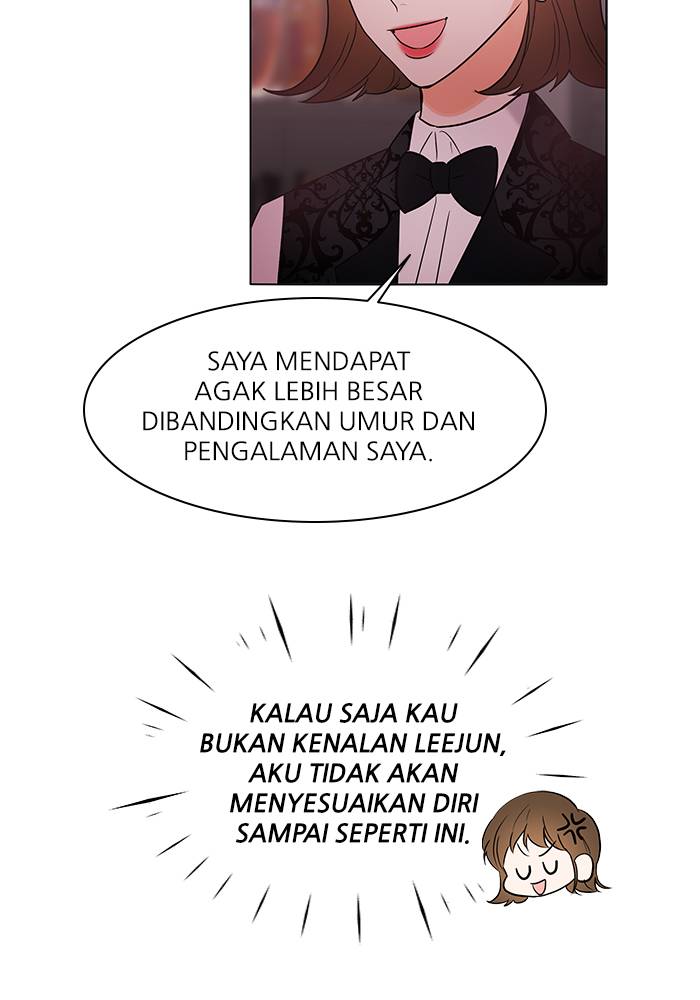 SAYA MENDAPAT
AGAK LEBIH BESAR
DIBANDINGKAN UMUR DAN
PENGALAMAN SAYA.
KALAU SAJA KAU
BUKAN KENALAN LEEJUN,
AKU TIDAK AKAN
MENYESUAIKAN DIRI
SAMPAI SEPERTI INI.